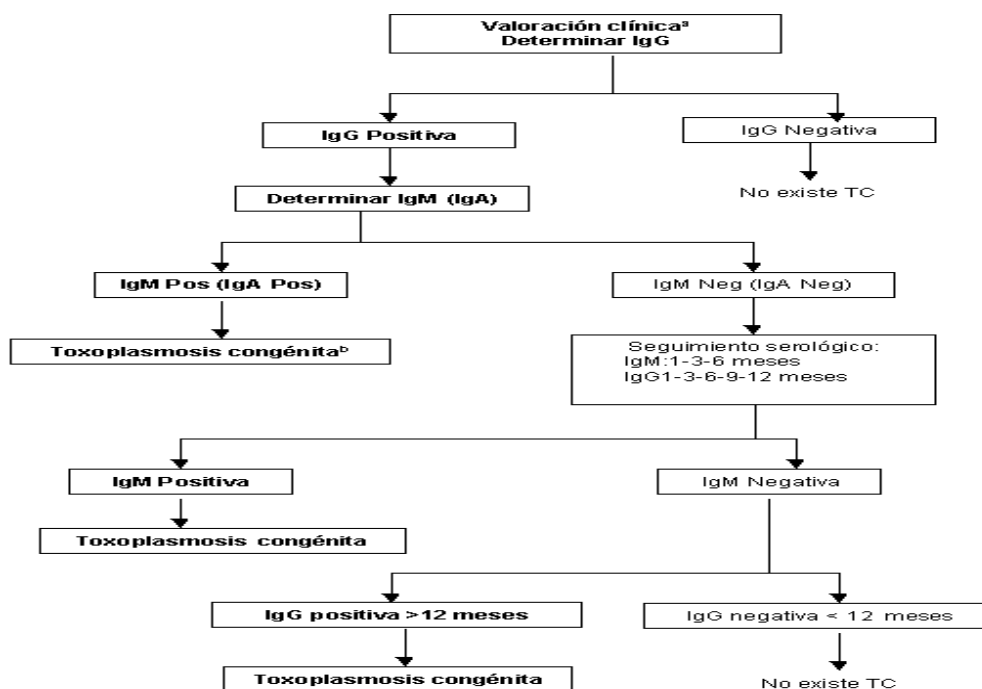 Valoración clínicaª
Determinar IgG
IgG Positiva
IgG Negativa
No existe TC
Determinar IgM (IgA)
IgM Pos (IgA Pos)
IgM Neg (IgA Neg)
Toxoplasmosis congénitaᵇ
Seguimiento serológico:
IgM:1-3-6 meses
IgG1-3-6-9-12 meses
IgM Positiva
IgM Negativa
Toxoplasmosis congénita
IgG positiva >12 meses
IgG negativa < 12 meses
Toxoplasmosis congénita
No existe TC